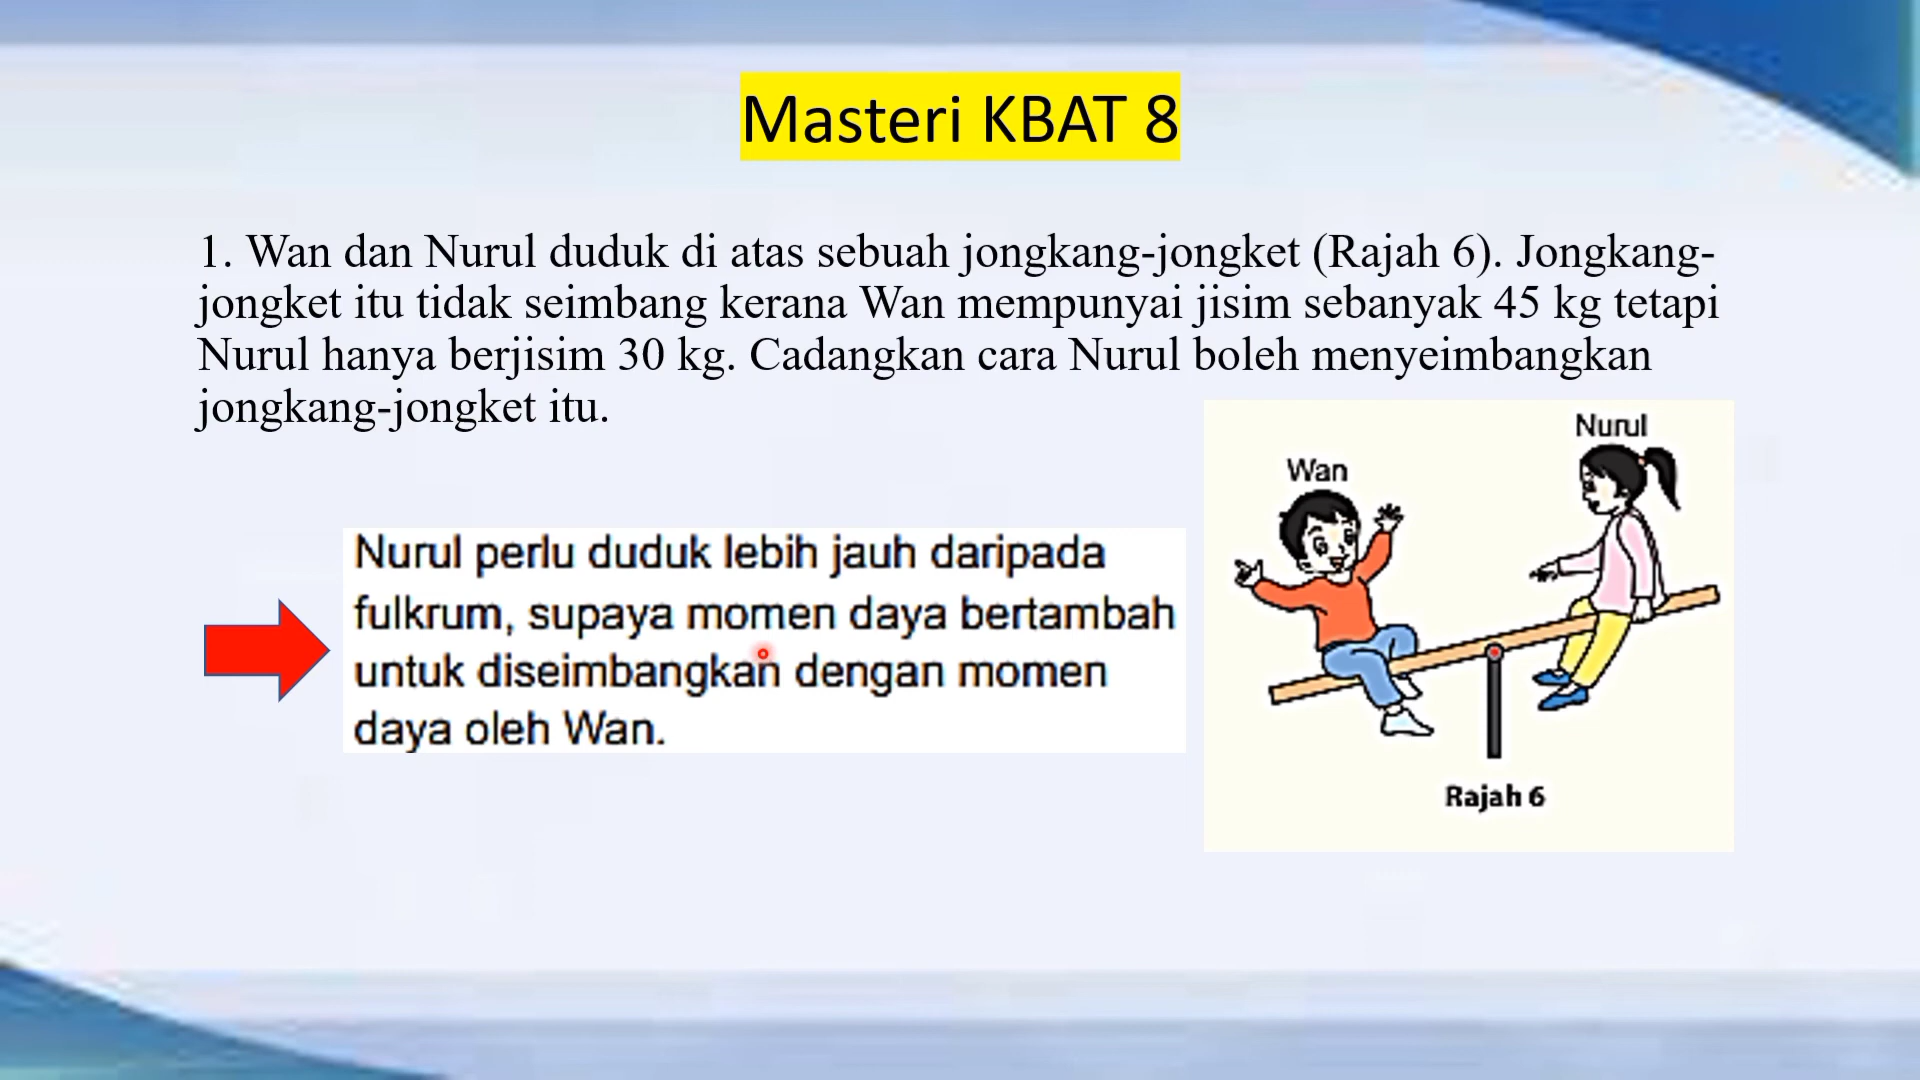 Masteri KBAT 8
1. Wan dan Nurul duduk di atas sebuah jongkang-jongket (Rajah 6). Jongkang-
jongket itu tidak seimbang kerana Wan mempunyai jisim sebanyak 45 kg tetapi
Nurul hanya berjisim 30 kg. Cadangkan cara Nurul boleh menyeimbangkan
jongkang-jongket itu.
Nurul perlu duduk lebih jauh daripada
fulkrum, supaya momen daya bertambah
untuk diseimbangkan dengan momen
daya oleh Wan.
Nurul
Wan
Rajah 6